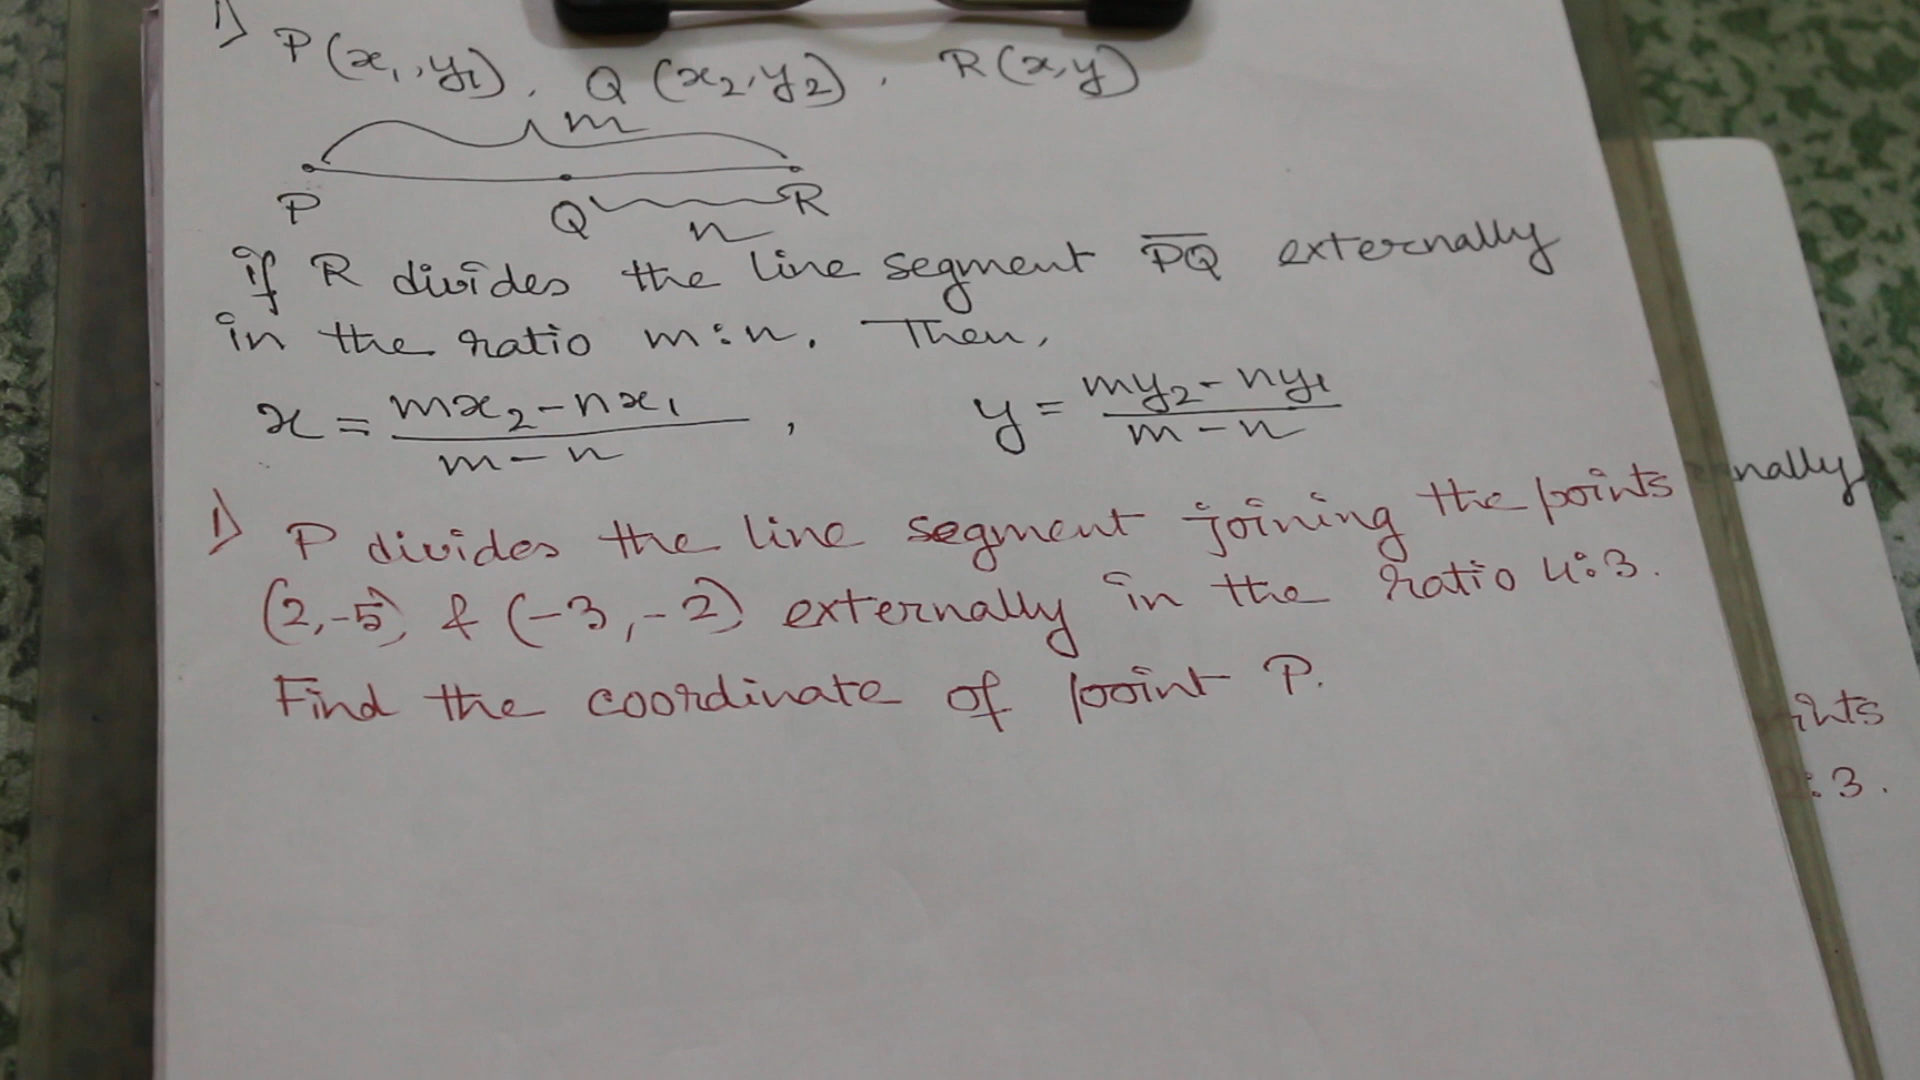 1) P(x₁,y₁), Q(x₂,y₂), R(x,y)
m
P Q R
n
if R divides the line segment P̅Q̅ externally
in the ratio m:n. Then,
x = (mx₂-nx₁)/(m-n) , y = (my₂-ny₁)/(m-n)
nally
1) P divides the line segment joining the points
(2,-5) & (-3,-2) externally in the ratio 4:3.
Find the coordinate of point P.
ints
:3.